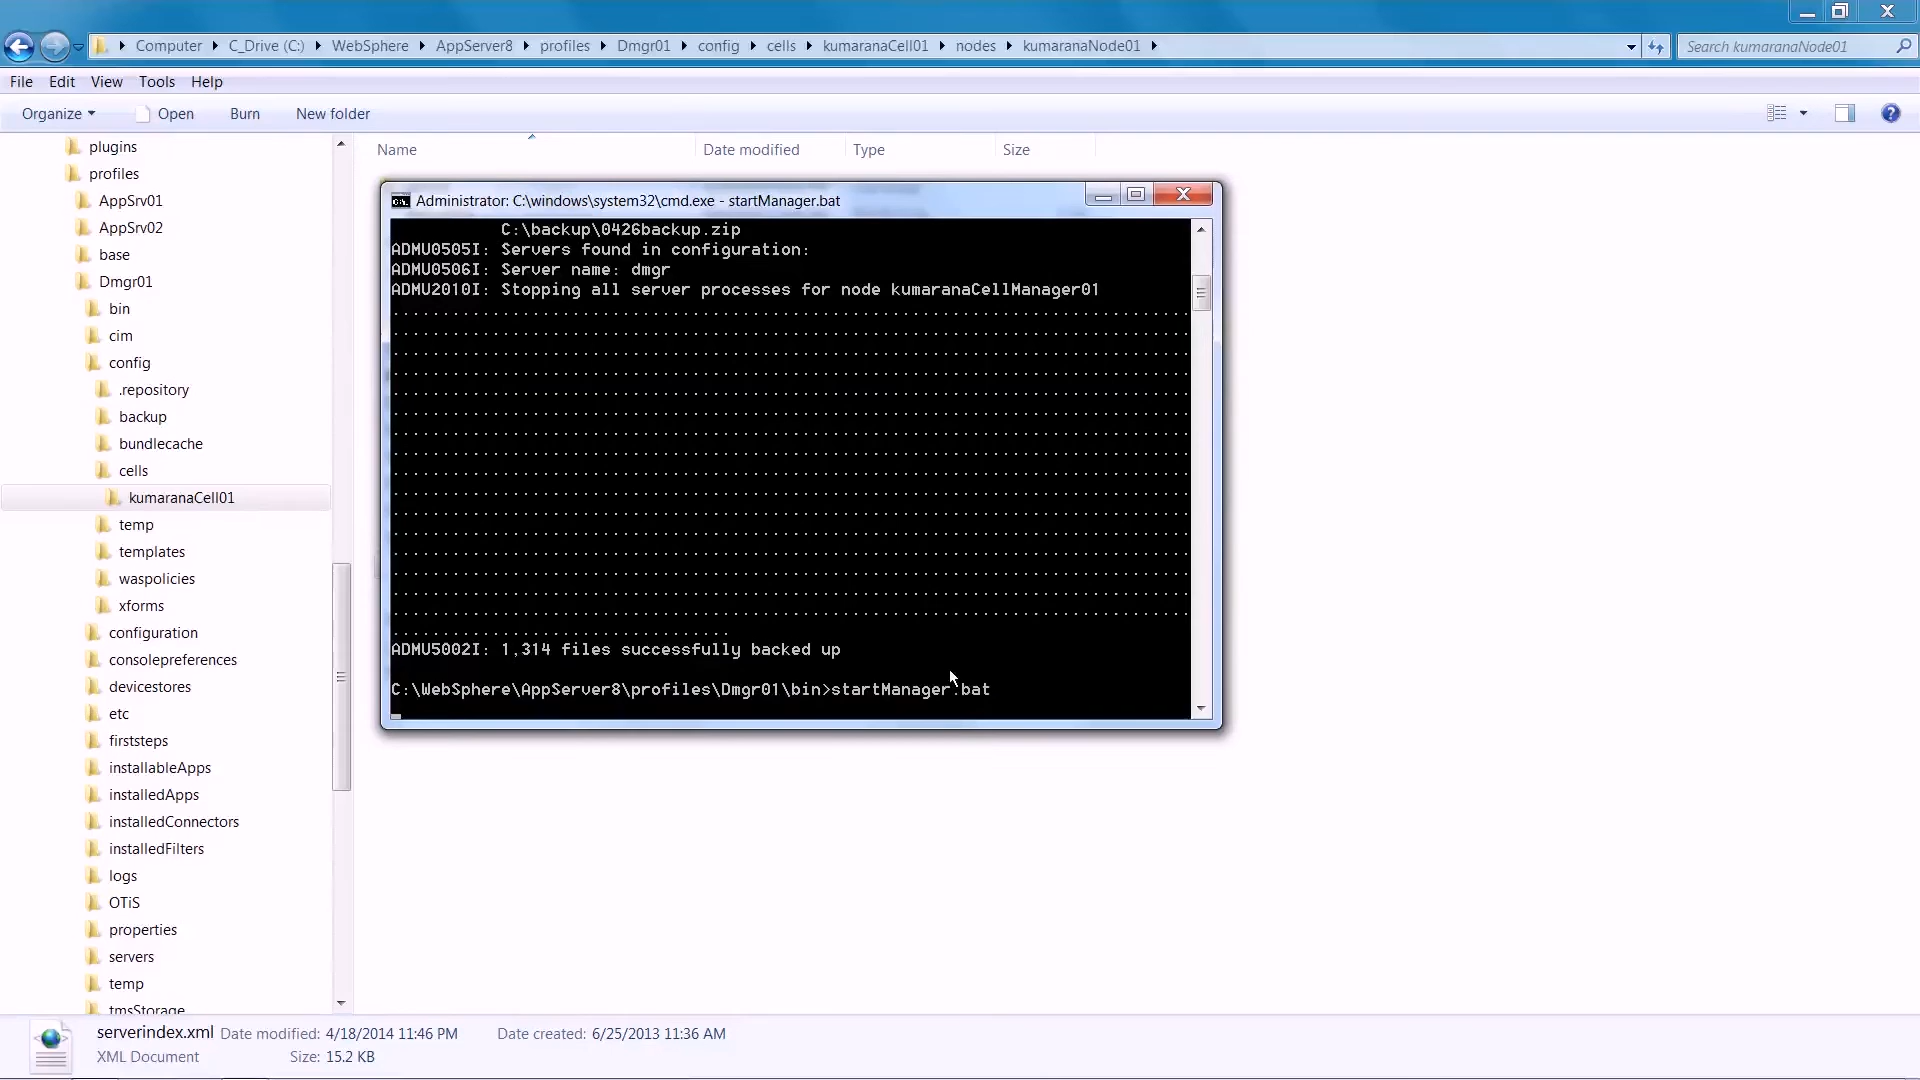 Computer C_Drive (C:) WebSphere AppServer8 profiles Dmgr01 config cells kumaranaCell01 nodes kumaranaNode01
Search kumaranaNode01
File Edit View Tools Help
Organize Open Burn New folder
Name Date modified Type Size
plugins
profiles
AppSrv01
AppSrv02
base
Dmgr01
bin
cim
config
.repository
backup
bundlecache
cells
kumaranaCell01
temp
templates
waspolicies
xforms
configuration
consolepreferences
devicestores
etc
firststeps
installableApps
installedApps
installedConnectors
installedFilters
logs
OTiS
properties
servers
temp
tmsStorage
Administrator: C:\windows\system32\cmd.exe - startManager.bat
C:\backup\0426backup.zip
ADMU0505I: Servers found in configuration:
ADMU0506I: Server name: dmgr
ADMU2010I: Stopping all server processes for node kumaranaCellManager01
ADMU5002I: 1,314 files successfully backed up
C:\WebSphere\AppServer8\profiles\Dmgr01\bin>startManager.bat
serverindex.xml Date modified: 4/18/2014 11:46 PM Date created: 6/25/2013 11:36 AM
XML Document Size: 15.2 KB